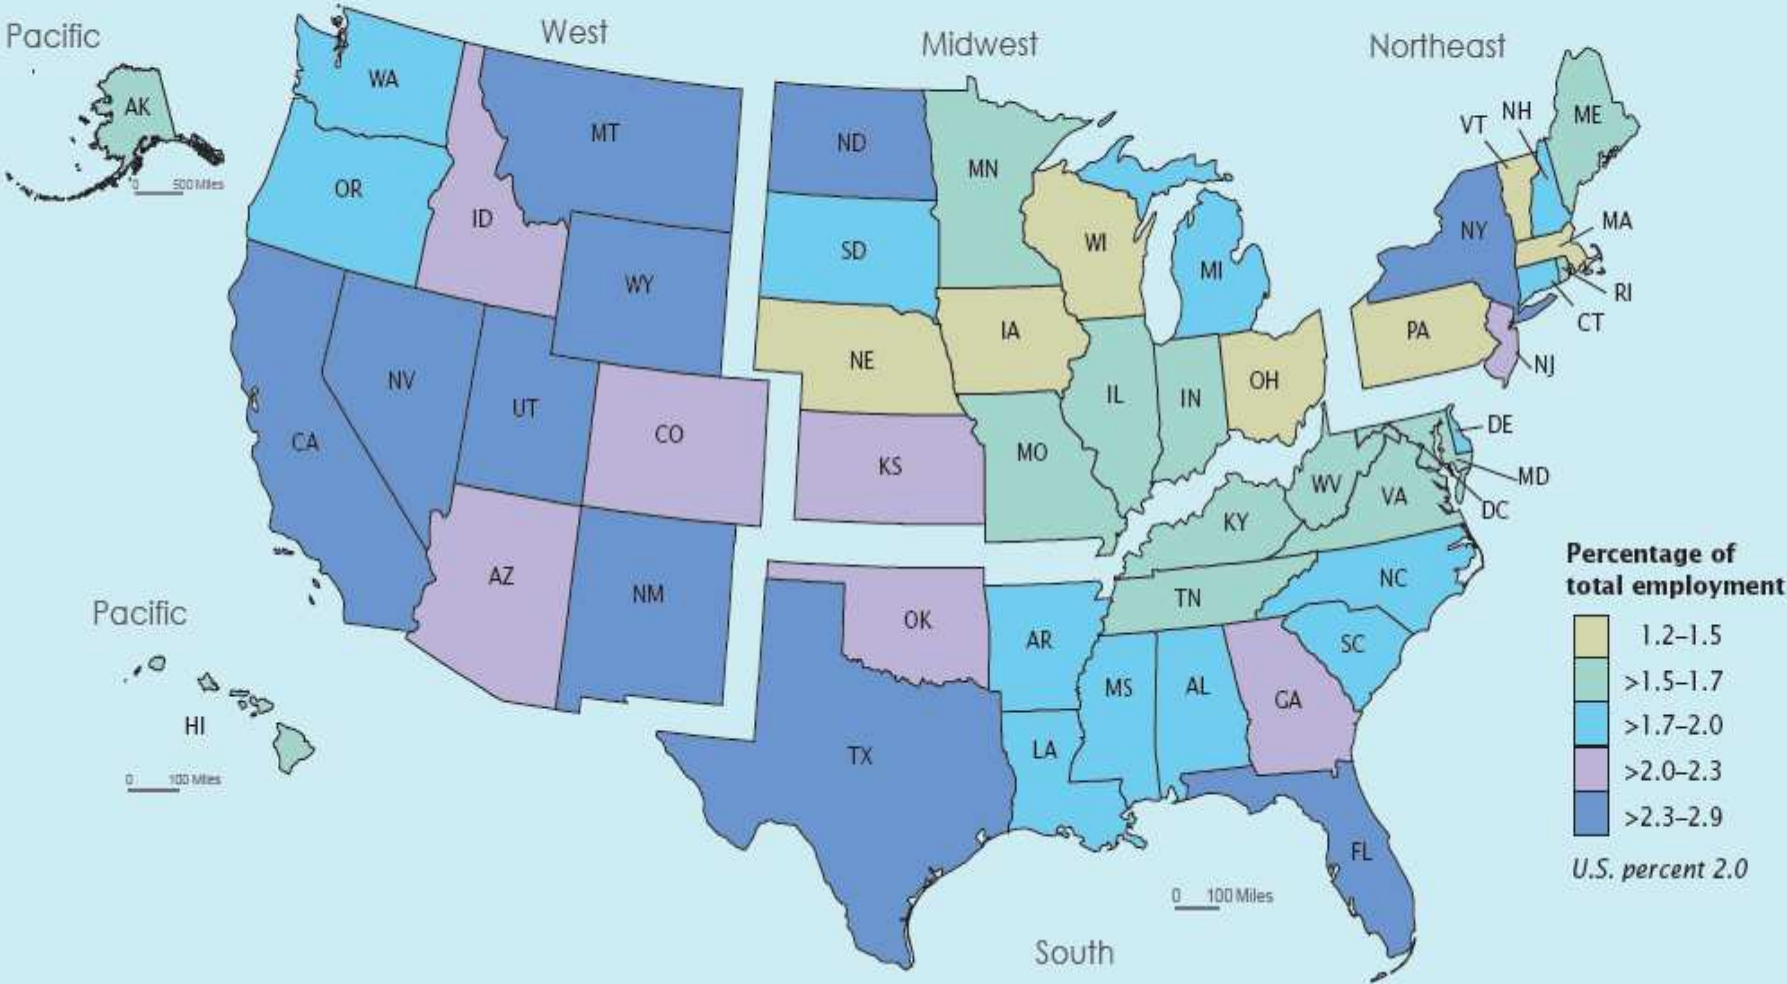 Pacific
West
Midwest
Northeast
AK
0 500 Miles
WA
OR
ID
MT
WY
CA
NV
UT
CO
AZ
NM
ND
SD
NE
KS
MN
IA
MO
WI
IL
IN
MI
OH
VT
NH
ME
NY
MA
RI
CT
PA
NJ
DE
MD
DC
WV
VA
KY
TN
NC
SC
OK
AR
TX
LA
MS
AL
GA
FL
South
0 100 Miles
Pacific
HI
0 100 Miles
Percentage of
total employment
1.2–1.5
>1.5–1.7
>1.7–2.0
>2.0–2.3
>2.3–2.9
U.S. percent 2.0